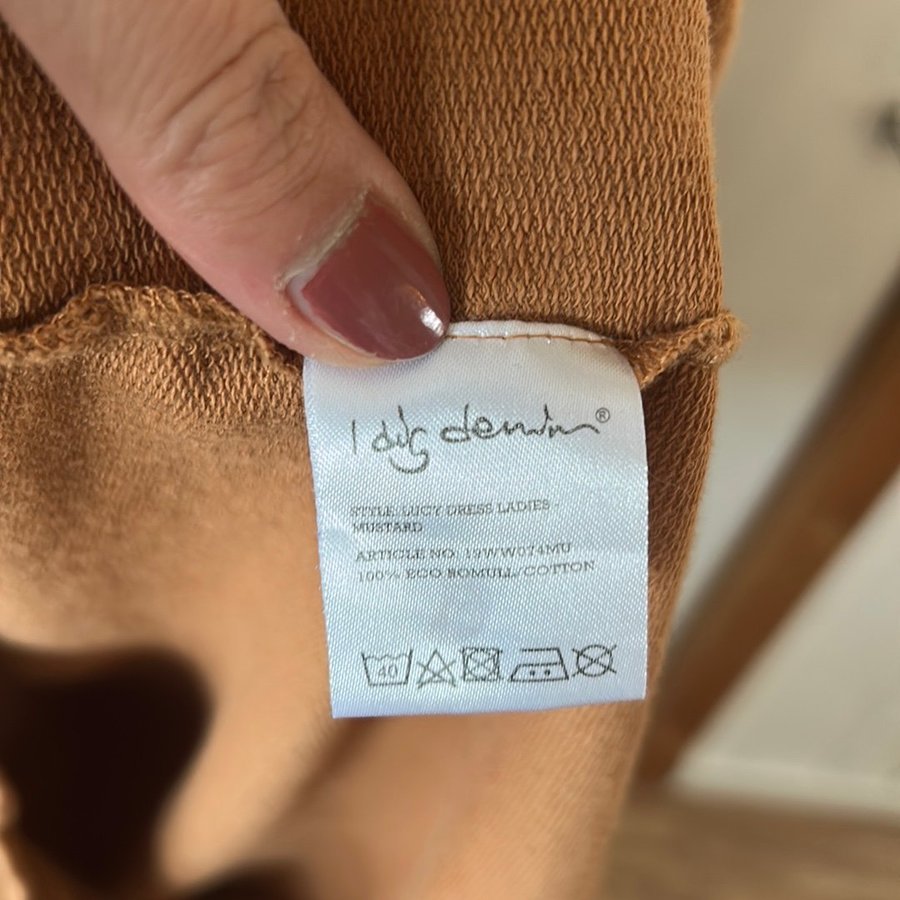 I dig denim®
STYLE: LUCY DRESS LADIES
MUSTARD
ARTICLE NO. 19WW074MU
100% ECO BOMULL/COTTON
40